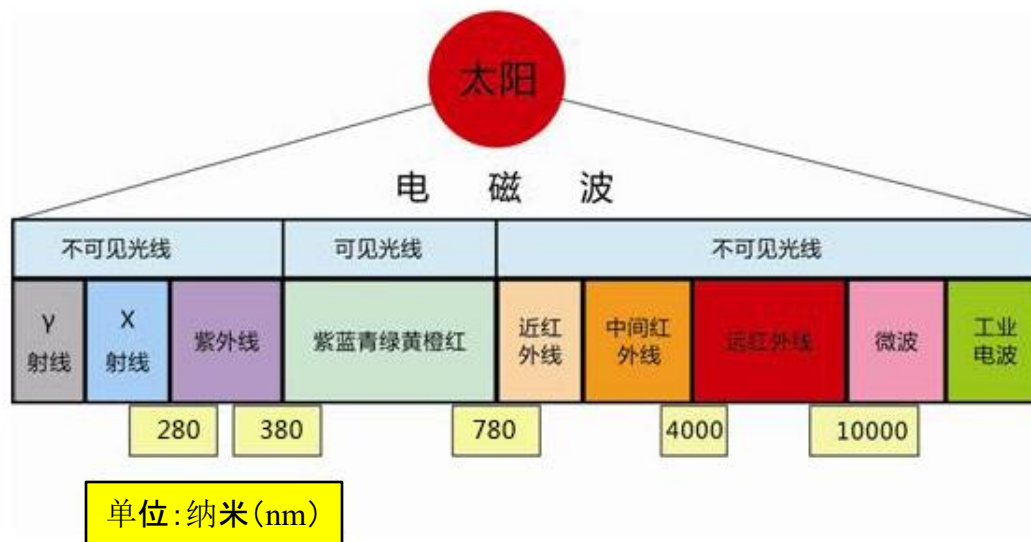 太阳
电 磁 波
不可见光线
可见光线
不可见光线
γ
射线
X
射线
紫外线
紫蓝青绿黄橙红
近红
外线
中间红
外线
远红外线
微波
工业
电波
280
380
780
4000
10000
单位:纳米(nm)